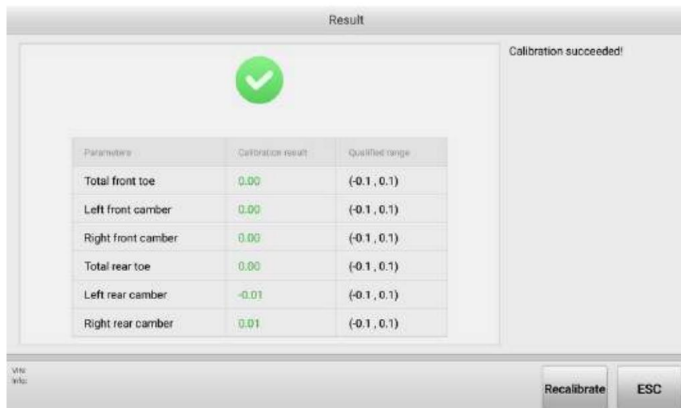 Result
Calibration succeeded!
Parameters Calibration result Qualified range
Total front toe 0.00 (-0.1 , 0.1)
Left front camber 0.00 (-0.1 , 0.1)
Right front camber 0.00 (-0.1 , 0.1)
Total rear toe 0.00 (-0.1 , 0.1)
Left rear camber -0.01 (-0.1 , 0.1)
Right rear camber 0.01 (-0.1 , 0.1)
VIN:
Info:
Recalibrate ESC